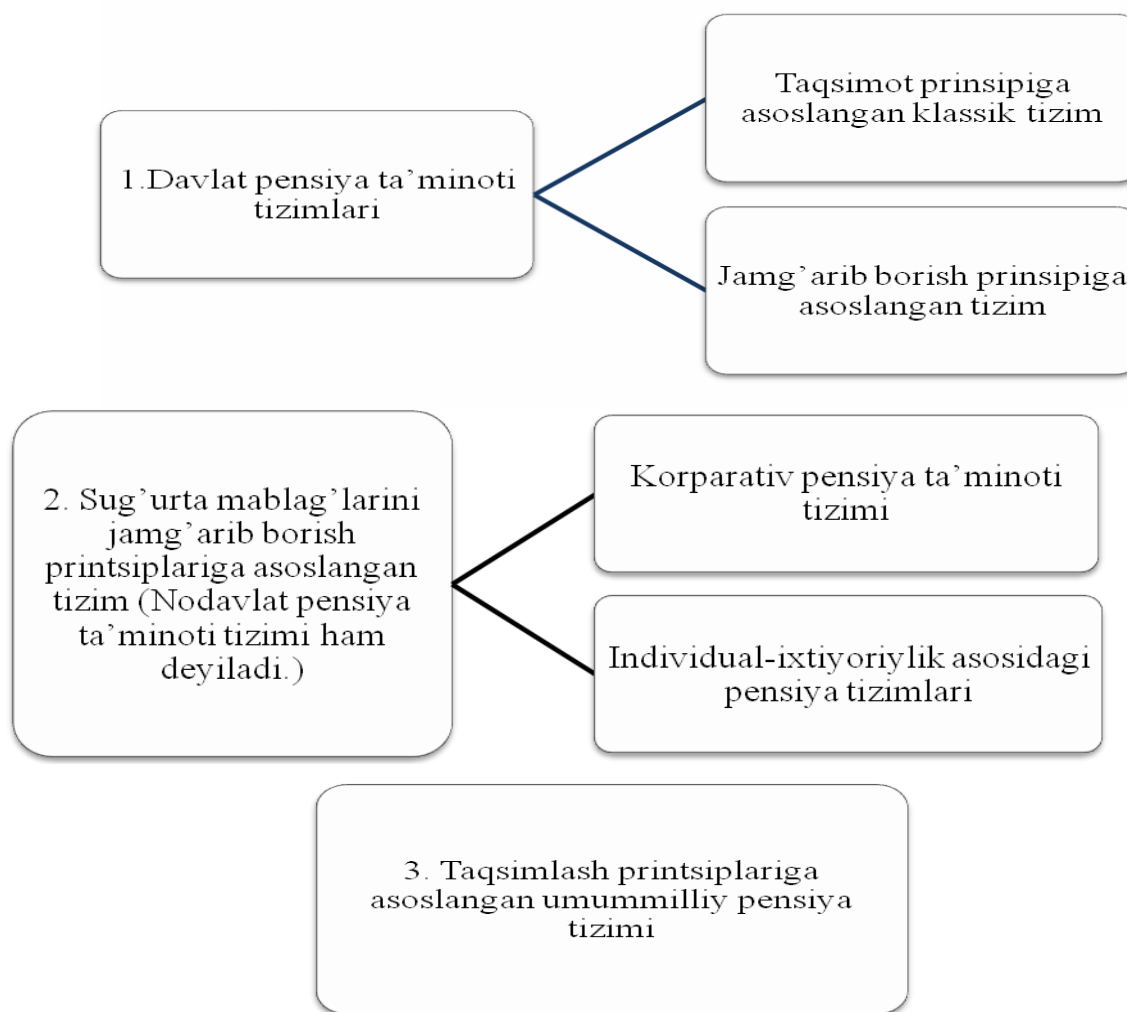 Taqsimot prinsipiga
asoslangan klassik tizim
1.Davlat pensiya ta’minoti
tizimlari
Jamg’arib borish prinsipiga
asoslangan tizim
2. Sug’urta mablag’larini
jamg’arib borish
printsiplariga asoslangan
tizim (Nodavlat pensiya
ta’minoti tizimi ham
deyiladi.)
Korparativ pensiya ta’minoti
tizimi
Individual-ixtiyoriylik asosidagi
pensiya tizimlari
3. Taqsimlash printsiplariga
asoslangan umummilliy pensiya
tizimi